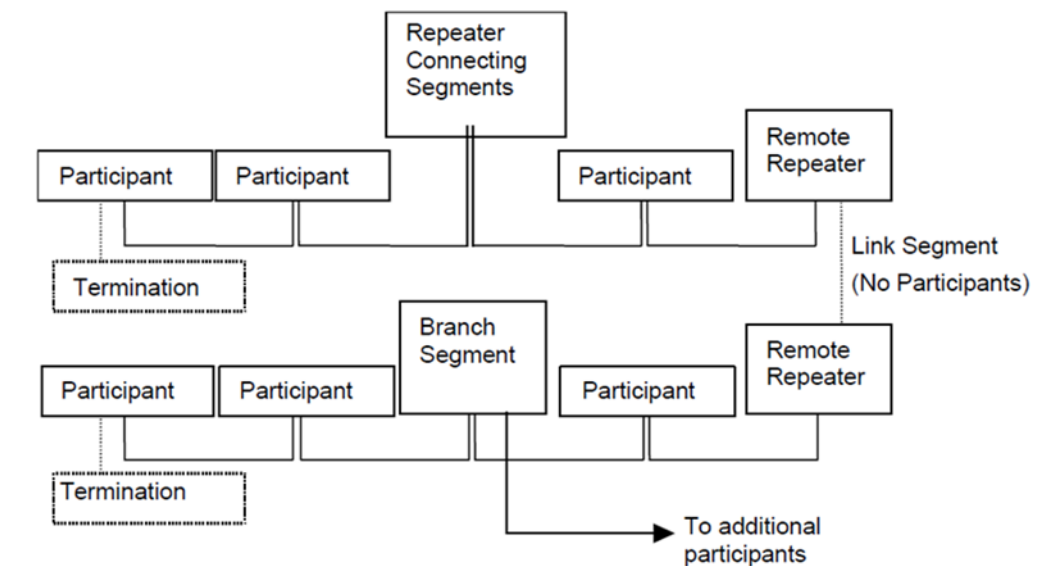 Repeater
Connecting
Segments
Participant
Participant
Participant
Remote
Repeater
Link Segment
(No Participants)
Termination
Branch
Segment
Participant
Participant
Participant
Remote
Repeater
Termination
To additional
participants